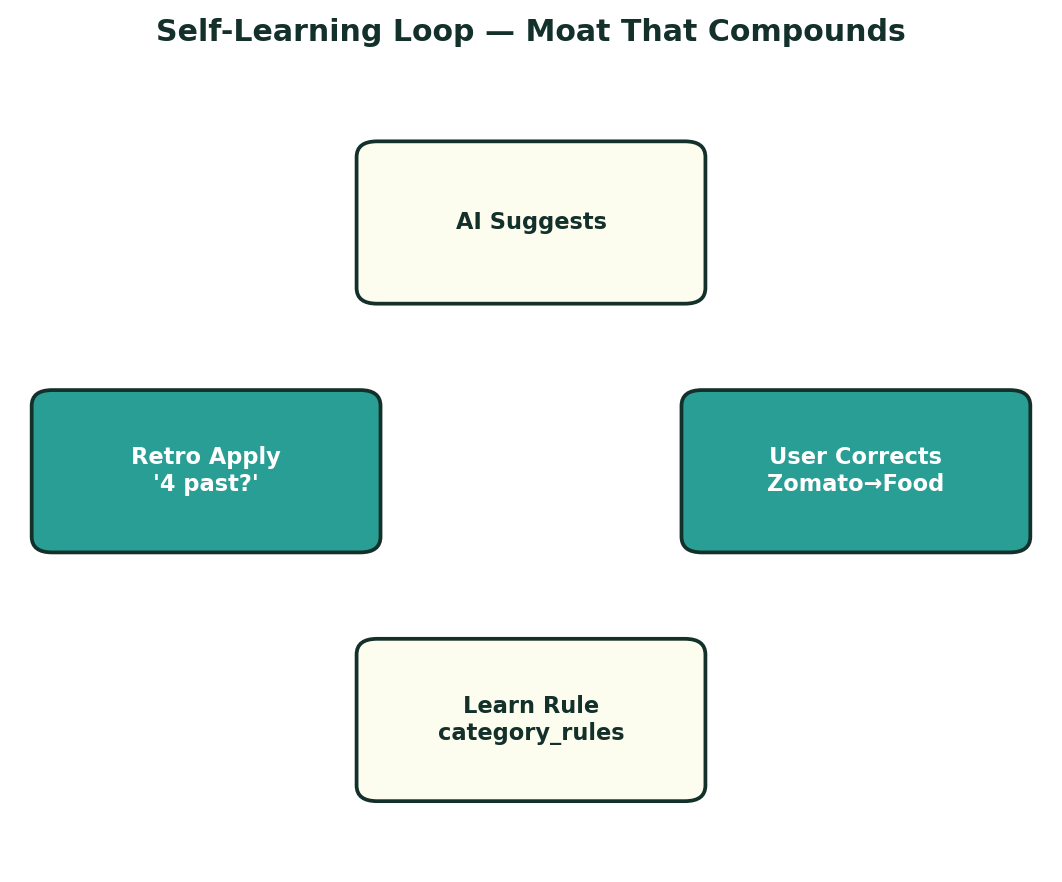 Self-Learning Loop — Moat That Compounds
AI Suggests
Retro Apply
'4 past?'
User Corrects
Zomato→Food
Learn Rule
category_rules